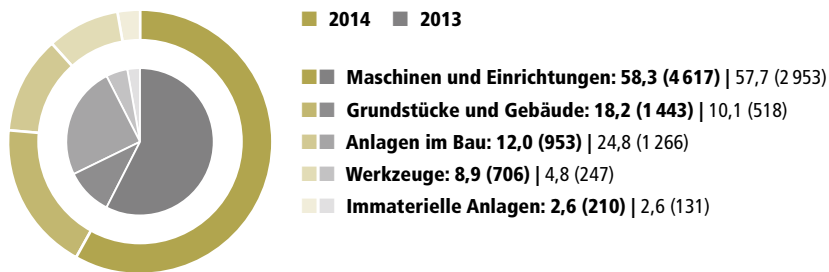 2014 2013
Maschinen und Einrichtungen: 58,3 (4 617) | 57,7 (2 953)
Grundstücke und Gebäude: 18,2 (1 443) | 10,1 (518)
Anlagen im Bau: 12,0 (953) | 24,8 (1 266)
Werkzeuge: 8,9 (706) | 4,8 (247)
Immaterielle Anlagen: 2,6 (210) | 2,6 (131)